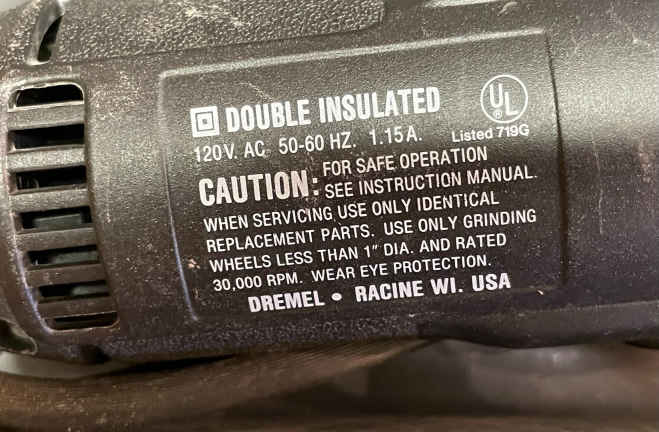 DOUBLE INSULATED
UL
®
120V. AC 50-60 HZ. 1.15 A. Listed 719G
CAUTION: FOR SAFE OPERATION
SEE INSTRUCTION MANUAL.
WHEN SERVICING USE ONLY IDENTICAL
REPLACEMENT PARTS. USE ONLY GRINDING
WHEELS LESS THAN 1" DIA. AND RATED
30,000 RPM. WEAR EYE PROTECTION.
DREMEL • RACINE WI. USA